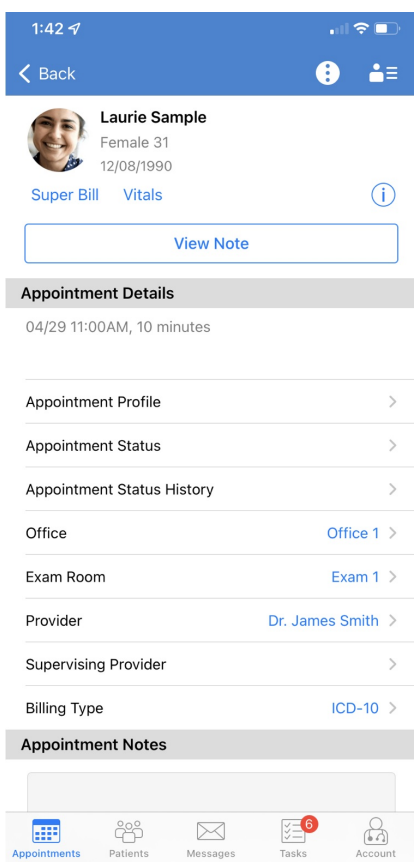 1:42
Back
Laurie Sample
Female 31
12/08/1990
Super Bill Vitals
View Note
Appointment Details
04/29 11:00AM, 10 minutes
Appointment Profile
Appointment Status
Appointment Status History
Office Office 1
Exam Room Exam 1
Provider Dr. James Smith
Supervising Provider
Billing Type ICD-10
Appointment Notes
6
Appointments Patients Messages Tasks Account